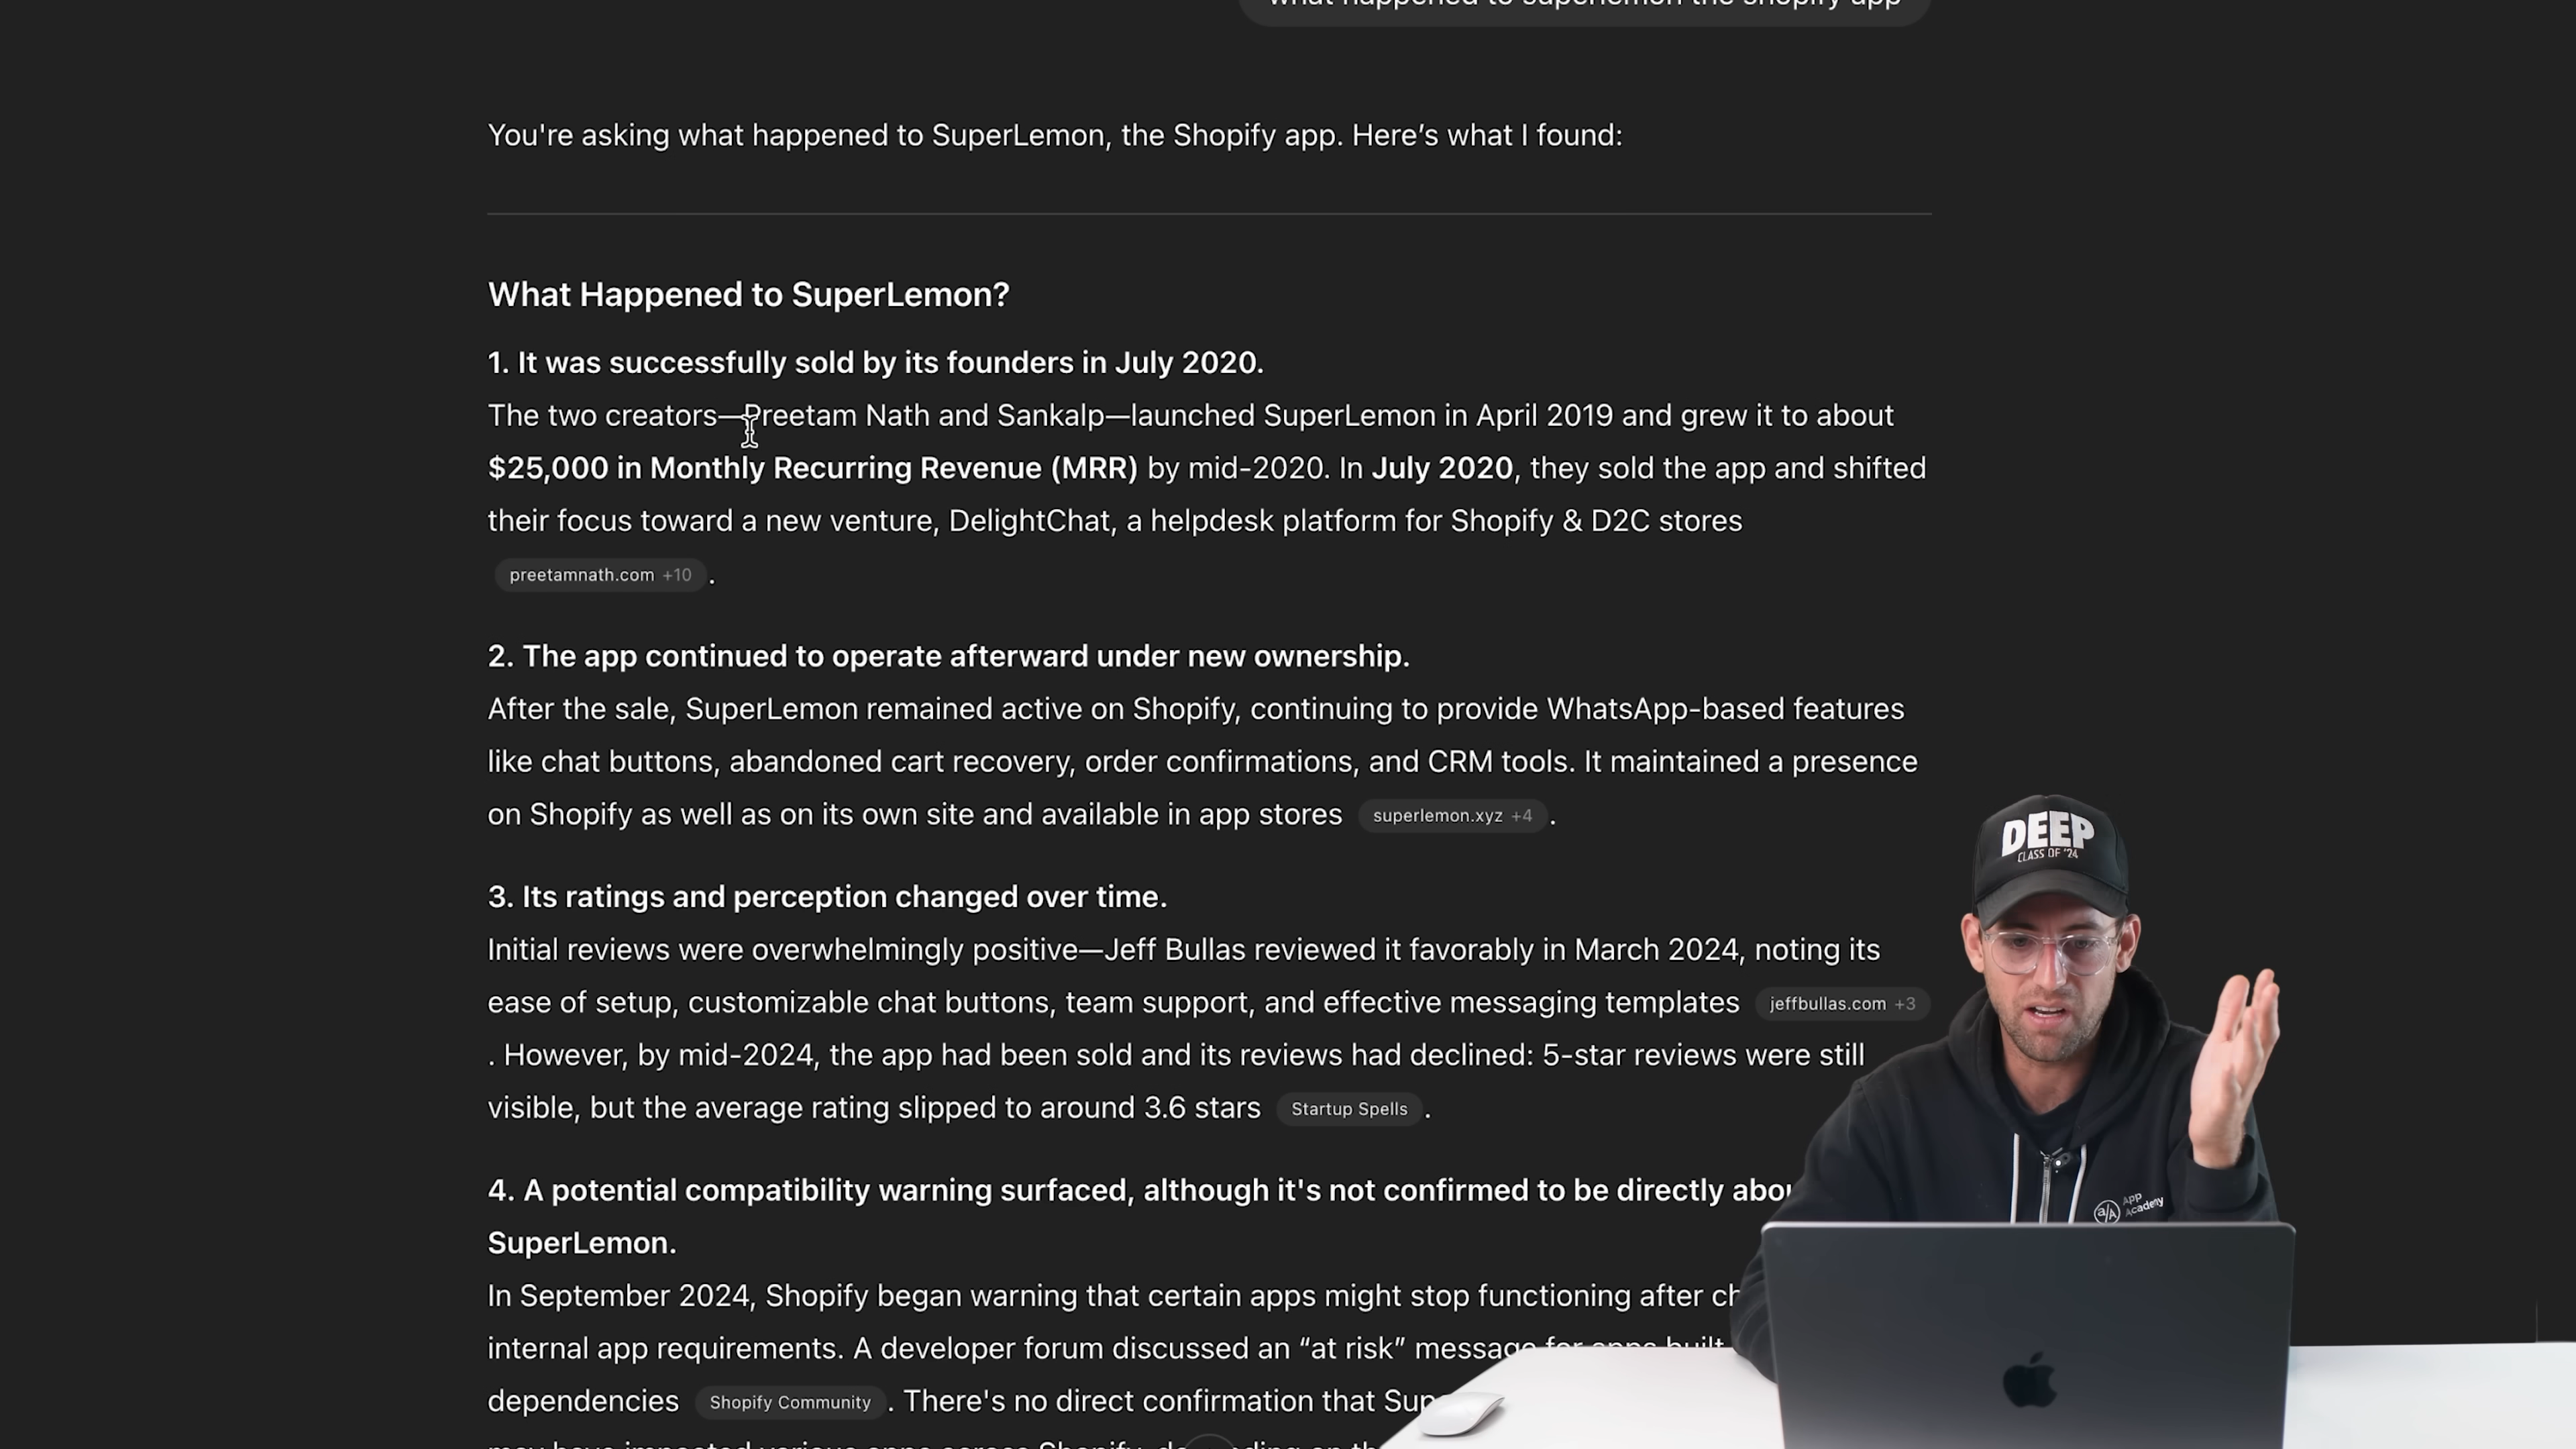 what happened to superlemon the shopify app
You're asking what happened to SuperLemon, the Shopify app. Here’s what I found:
What Happened to SuperLemon?
1. It was successfully sold by its founders in July 2020.
The two creators—Preetam Nath and Sankalp—launched SuperLemon in April 2019 and grew it to about
$25,000 in Monthly Recurring Revenue (MRR) by mid-2020. In July 2020, they sold the app and shifted
their focus toward a new venture, DelightChat, a helpdesk platform for Shopify & D2C stores
preetamnath.com +10 .
2. The app continued to operate afterward under new ownership.
After the sale, SuperLemon remained active on Shopify, continuing to provide WhatsApp-based features
like chat buttons, abandoned cart recovery, order confirmations, and CRM tools. It maintained a presence
on Shopify as well as on its own site and available in app stores superlemon.xyz +4 .
3. Its ratings and perception changed over time.
Initial reviews were overwhelmingly positive—Jeff Bullas reviewed it favorably in March 2024, noting its
ease of setup, customizable chat buttons, team support, and effective messaging templates jeffbullas.com +3
. However, by mid-2024, the app had been sold and its reviews had declined: 5-star reviews were still
visible, but the average rating slipped to around 3.6 stars Startup Spells .
4. A potential compatibility warning surfaced, although it's not confirmed to be directly abou
SuperLemon.
In September 2024, Shopify began warning that certain apps might stop functioning after ch
internal app requirements. A developer forum discussed an “at risk” message for apps built
dependencies Shopify Community . There's no direct confirmation that Sup
DEEP
CLASS OF '24
a/A App
Academy